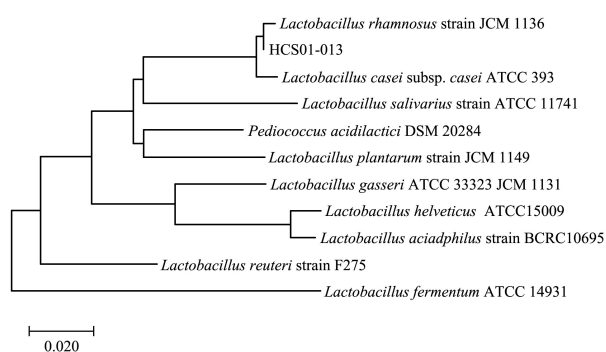 Lactobacillus rhamnosus strain JCM 1136
HCS01-013
Lactobacillus casei subsp. casei ATCC 393
Lactobacillus salivarius strain ATCC 11741
Pediococcus acidilactici DSM 20284
Lactobacillus plantarum strain JCM 1149
Lactobacillus gasseri ATCC 33323 JCM 1131
Lactobacillus helveticus ATCC15009
Lactobacillus aciadphilus strain BCRC10695
Lactobacillus reuteri strain F275
Lactobacillus fermentum ATCC 14931
0.020